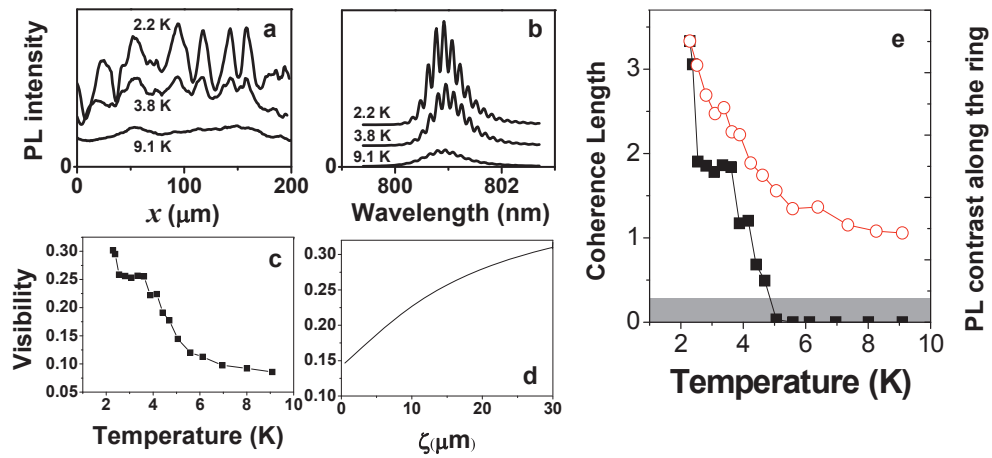 a
2.2 K
3.8 K
9.1 K
PL intensity
0
0
100
200
x (μm)
b
2.2 K
3.8 K
9.1 K
0
800
802
Wavelength (nm)
c
0.30
0.25
0.20
0.15
0.10
0.05
Visibility
0
2
4
6
8
10
Temperature (K)
d
0.30
0.25
0.20
0.15
0.10
0
10
20
30
ζ(μm)
e
3
2
1
0
Coherence Length
PL contrast along the ring
2
4
6
8
10
Temperature (K)